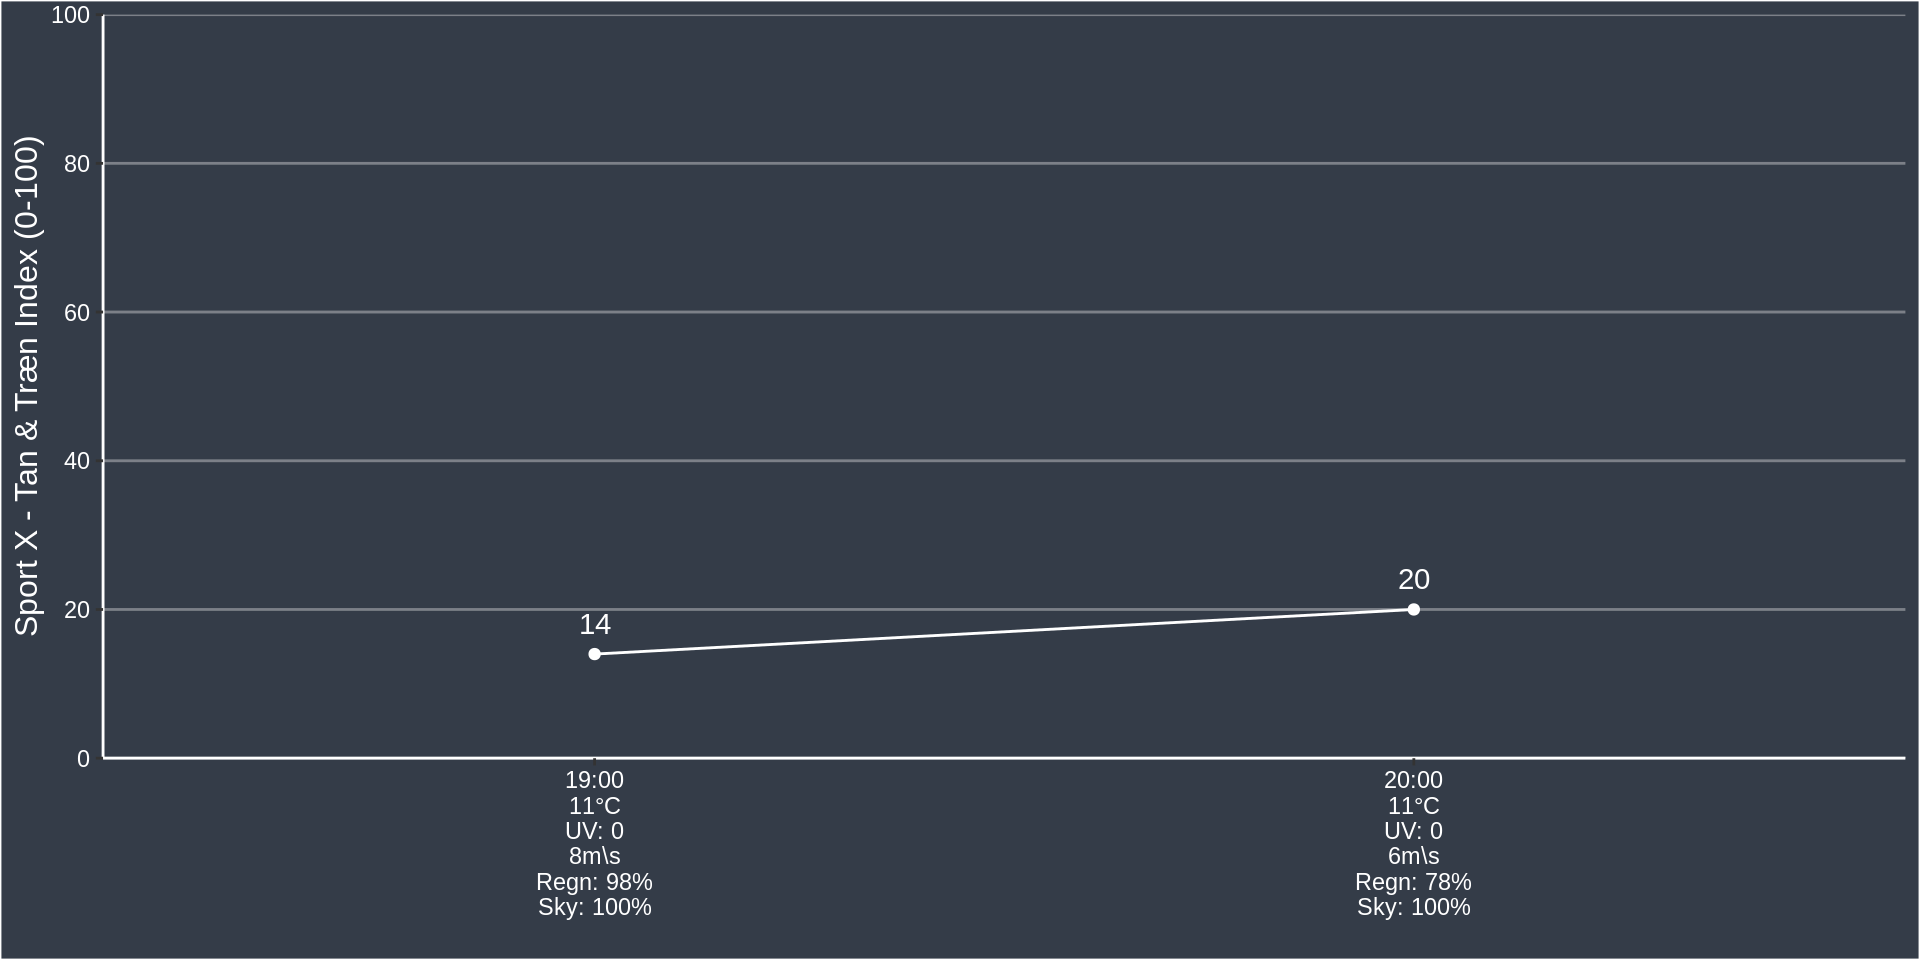 Sport X - Tan & Træn Index (0-100)
100
80
60
40
20
0
14
20
19:00
11°C
UV: 0
8m\s
Regn: 98%
Sky: 100%
20:00
11°C
UV: 0
6m\s
Regn: 78%
Sky: 100%